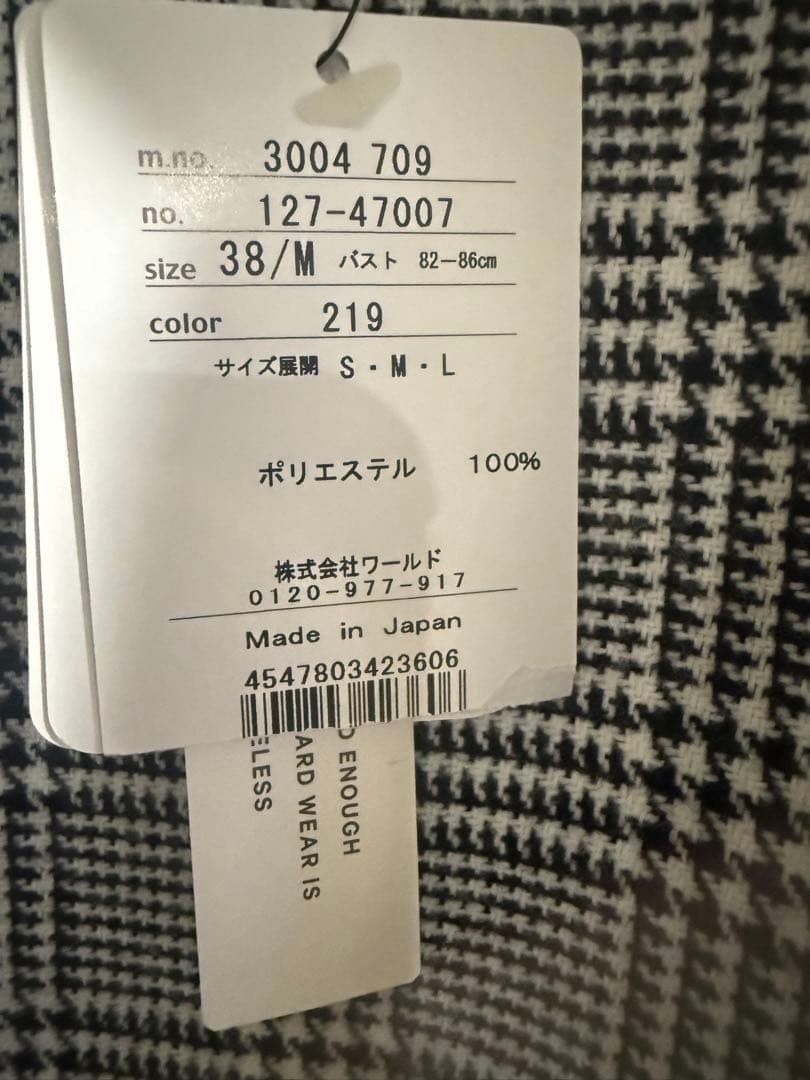 m.no. 3004 709
no. 127-47007
size 38/M バスト 82-86cm
color 219
サイズ展開 S・M・L
ポリエステル 100%
株式会社ワールド
0120-977-917
Made in Japan
4547803423606
ENOUGH
ARD WEAR IS
ELESS